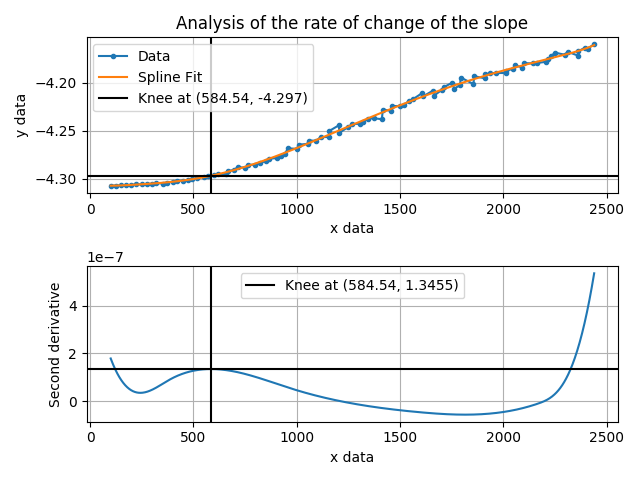 Analysis of the rate of change of the slope
Data
Spline Fit
Knee at (584.54, -4.297)
y data
−4.20
−4.25
−4.30
0 500 1000 1500 2000 2500
x data
1e−7
Knee at (584.54, 1.3455)
Second derivative
4
2
0
0 500 1000 1500 2000 2500
x data